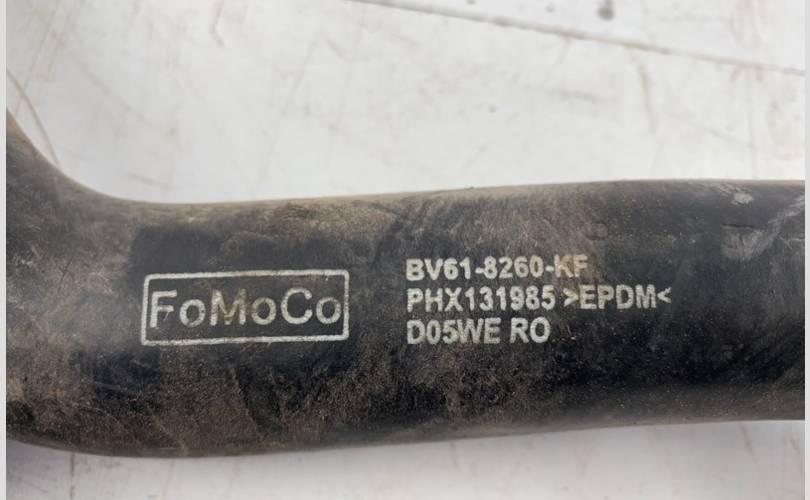 FoMoCo
BV61-8260-KF
PHX131985 >EPDM<
D05WE RO